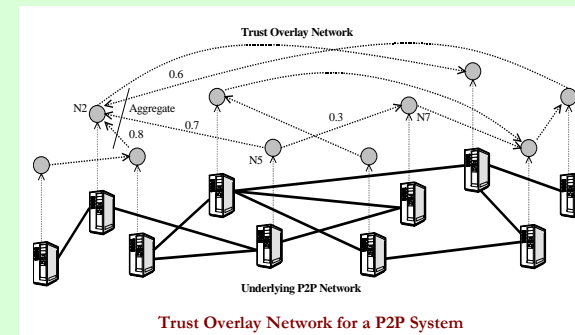 Trust Overlay Network
0.6
N2
Aggregate
0.8
0.7
0.3
N7
N5
Underlying P2P Network
Trust Overlay Network for a P2P System